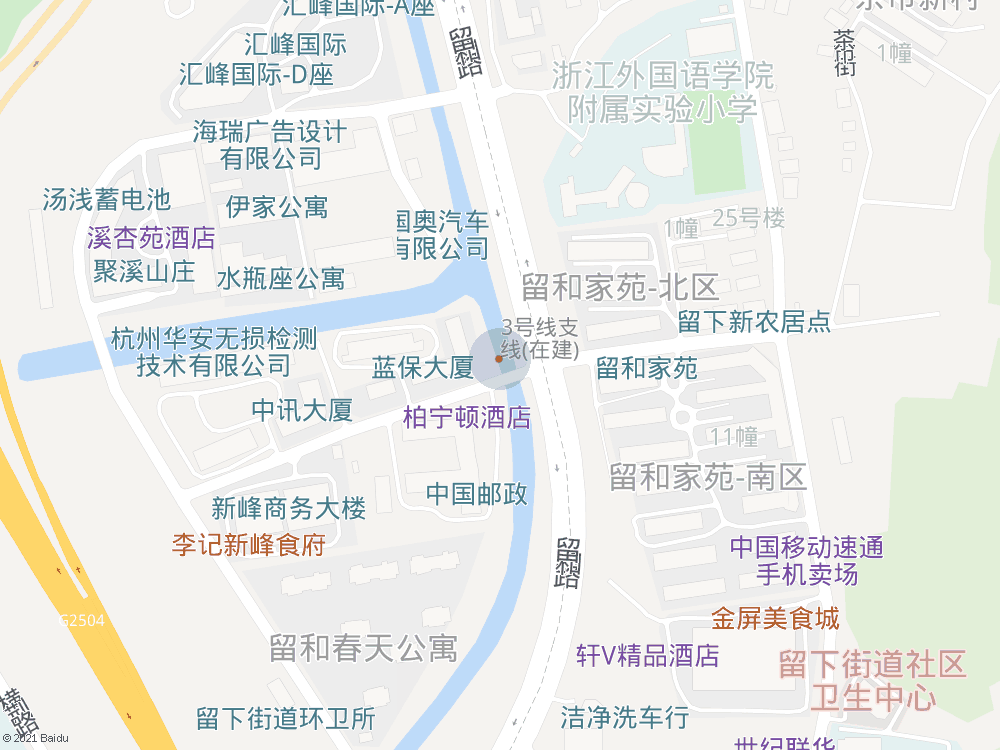 汇峰国际-A座
汇峰国际
汇峰国际-D座
留和路
茶市街
1幢
浙江外国语学院
附属实验小学
海瑞广告设计
有限公司
汤浅蓄电池
伊家公寓
国奥汽车
有限公司
1幢
25号楼
溪杏苑酒店
聚溪山庄
水瓶座公寓
留和家苑-北区
3号线支
线(在建)
留下新农居点
杭州华安无损检测
技术有限公司
蓝保大厦
留和家苑
中讯大厦
柏宁顿酒店
11幢
留和家苑-南区
中国邮政
新峰商务大楼
李记新峰食府
留和路
中国移动速通
手机卖场
G2504
金屏美食城
留和春天公寓
轩V精品酒店
留下街道社区
卫生中心
横路
留下街道环卫所
洁净洗车行
世纪联华
© 2021 Baidu